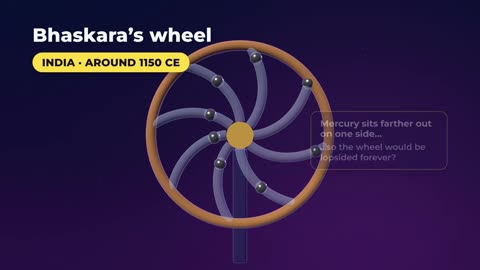 Bhaskara’s wheel
INDIA • AROUND 1150 CE
Mercury sits farther out
on one side...
so the wheel would be
lopsided forever?